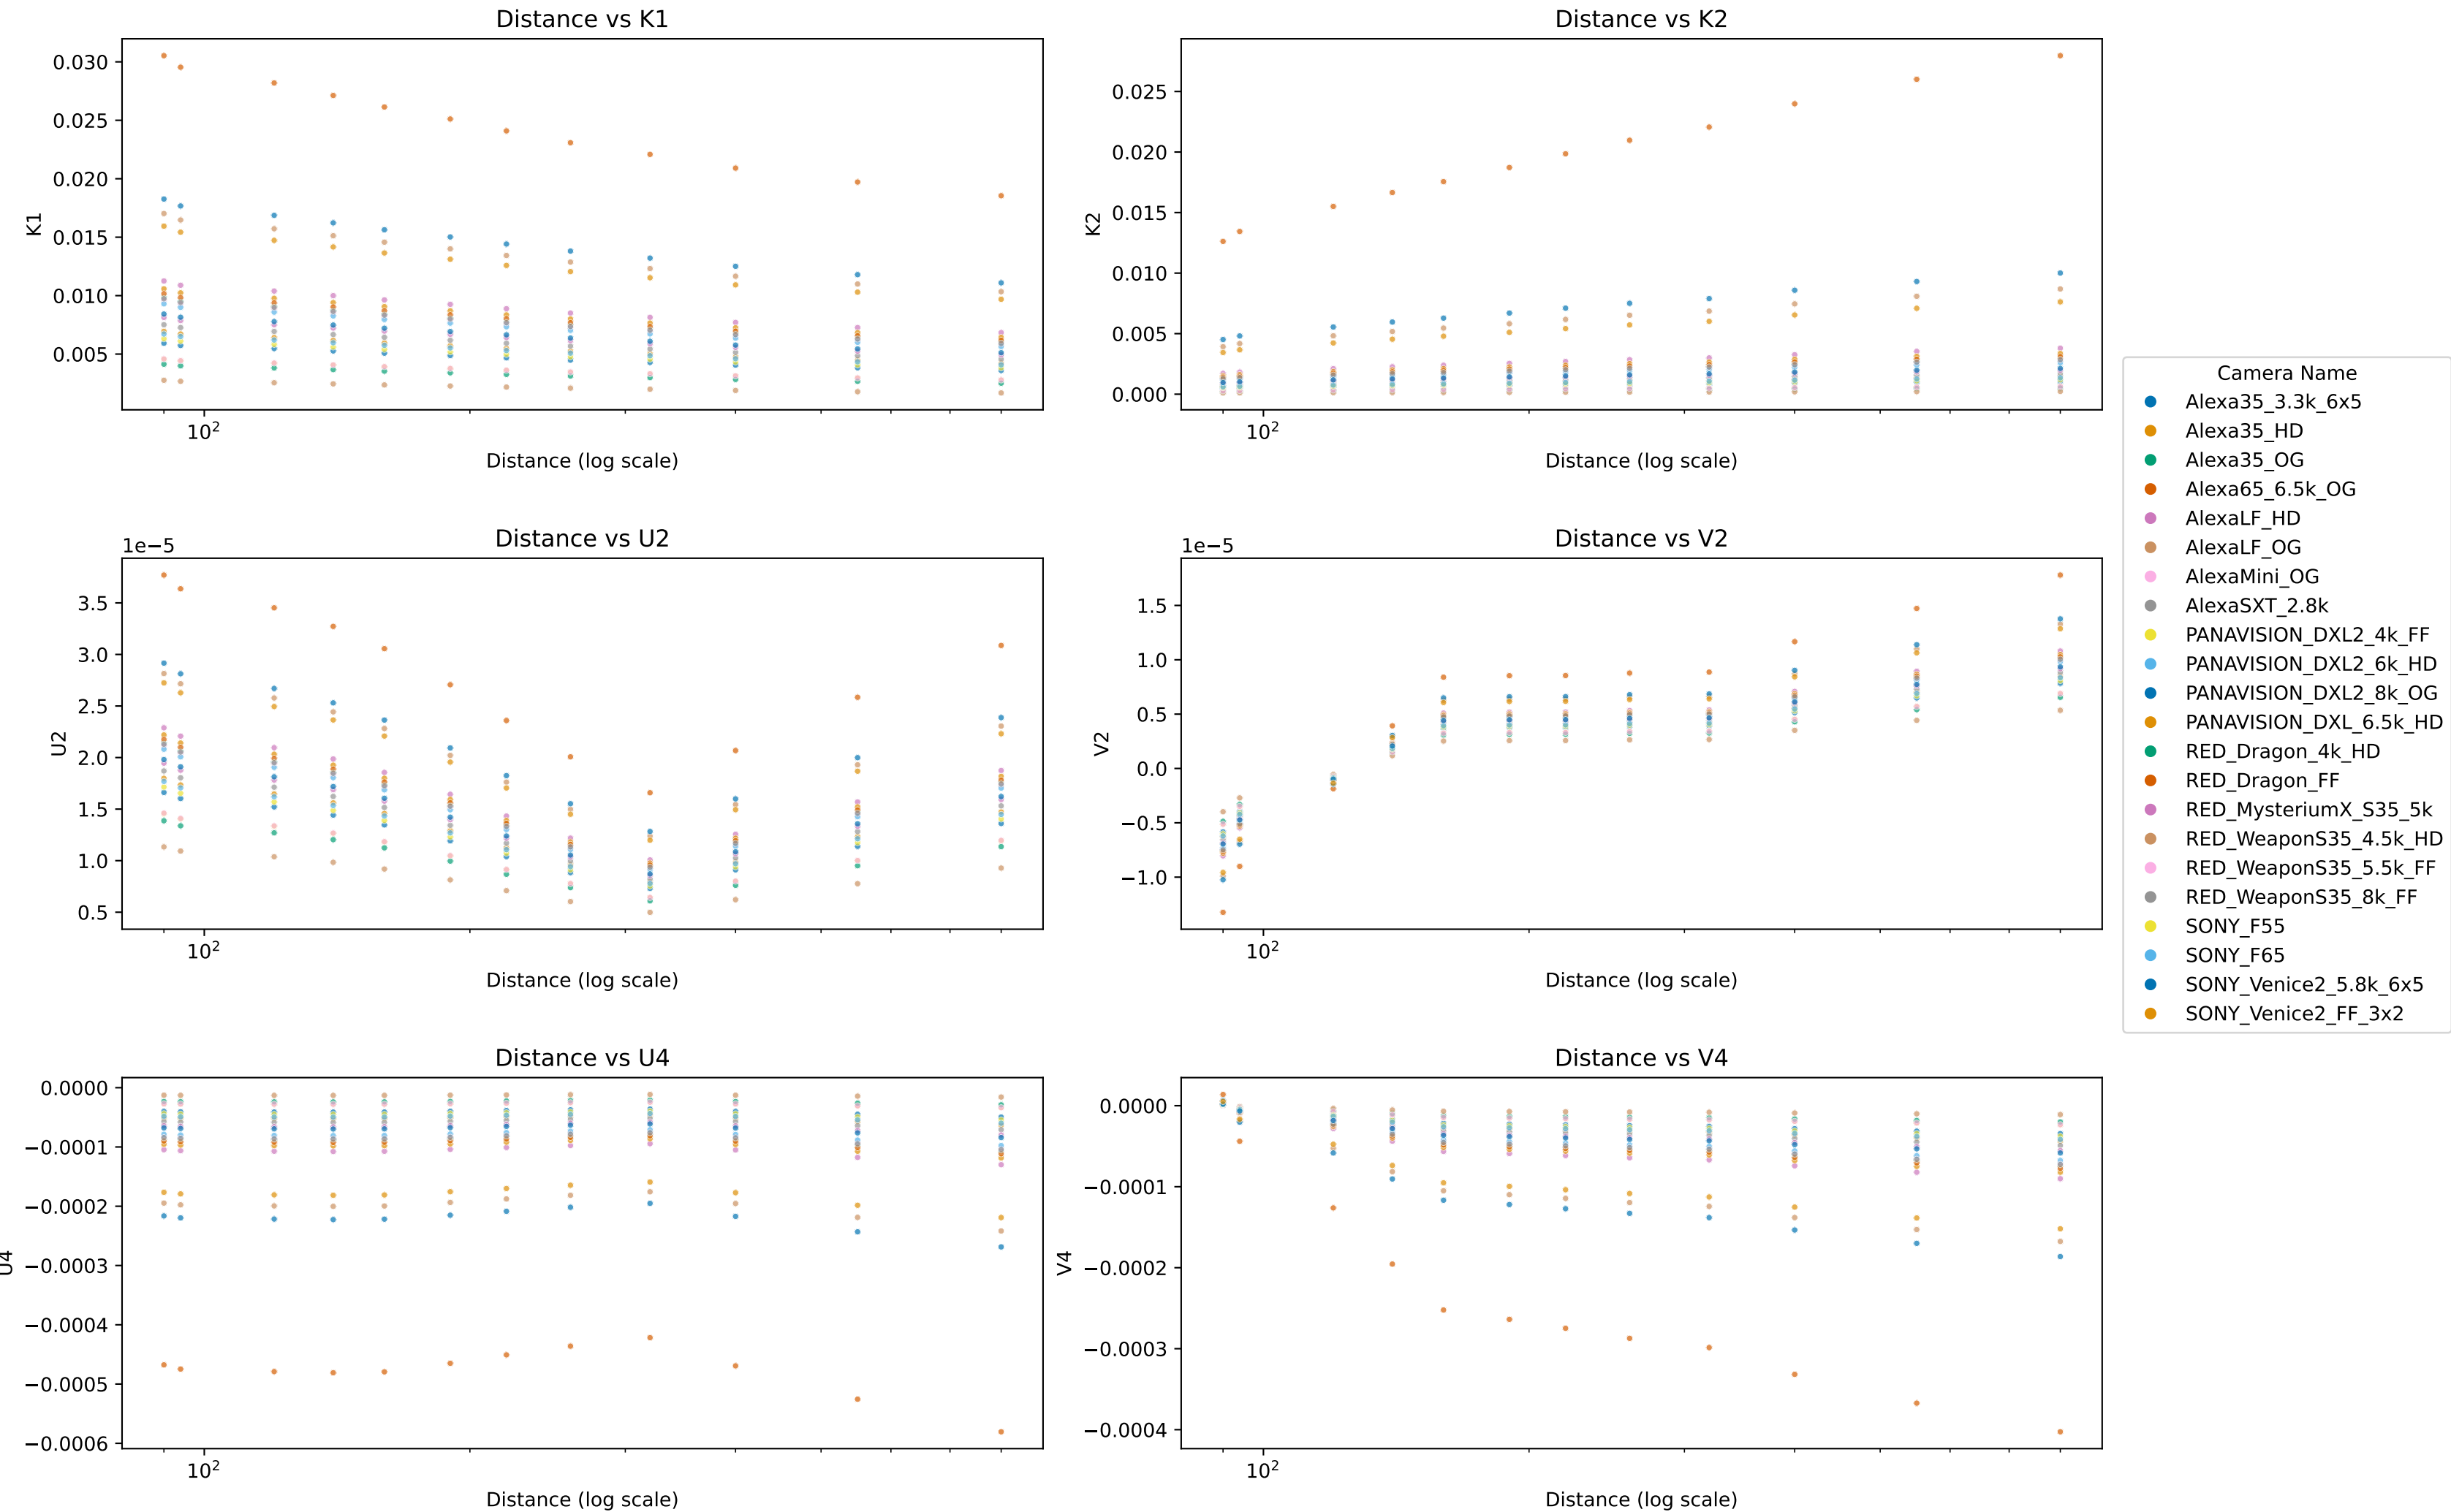 Distance vs K1
0.030
0.025
0.020
0.015
0.010
0.005
K1
10²
Distance (log scale)
Distance vs K2
0.025
0.020
0.015
0.010
0.005
0.000
K2
10²
Distance (log scale)
Distance vs U2
1e−5
3.5
3.0
2.5
2.0
1.5
1.0
0.5
U2
10²
Distance (log scale)
Distance vs V2
1e−5
1.5
1.0
0.5
0.0
−0.5
−1.0
V2
10²
Distance (log scale)
Distance vs U4
0.0000
−0.0001
−0.0002
−0.0003
−0.0004
−0.0005
−0.0006
U4
10²
Distance (log scale)
Distance vs V4
0.0000
−0.0001
−0.0002
−0.0003
−0.0004
V4
10²
Distance (log scale)
Camera Name
Alexa35_3.3k_6x5
Alexa35_HD
Alexa35_OG
Alexa65_6.5k_OG
AlexaLF_HD
AlexaLF_OG
AlexaMini_OG
AlexaSXT_2.8k
PANAVISION_DXL2_4k_FF
PANAVISION_DXL2_6k_HD
PANAVISION_DXL2_8k_OG
PANAVISION_DXL_6.5k_HD
RED_Dragon_4k_HD
RED_Dragon_FF
RED_MysteriumX_S35_5k
RED_WeaponS35_4.5k_HD
RED_WeaponS35_5.5k_FF
RED_WeaponS35_8k_FF
SONY_F55
SONY_F65
SONY_Venice2_5.8k_6x5
SONY_Venice2_FF_3x2